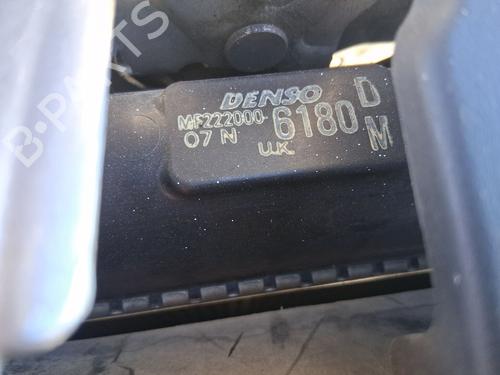 DENSO
MF222000-6180 D
07 N M
U.K.
B-PARTS